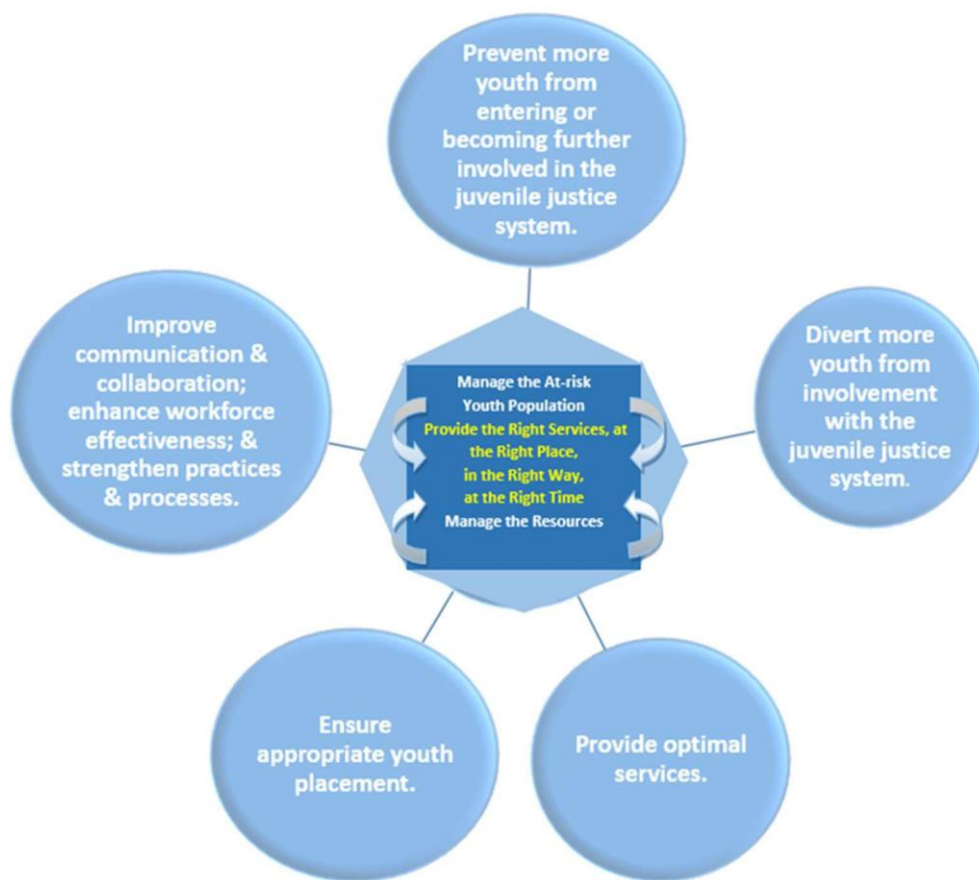 Prevent more
youth from
entering or
becoming further
involved in the
juvenile justice
system.
Improve
communication &
collaboration;
enhance workforce
effectiveness; &
strengthen practices
& processes.
Manage the At-risk
Youth Population
Provide the Right Services, at
the Right Place,
in the Right Way,
at the Right Time
Manage the Resources
Divert more
youth from
involvement
with the
juvenile justice
system.
Ensure
appropriate youth
placement.
Provide optimal
services.